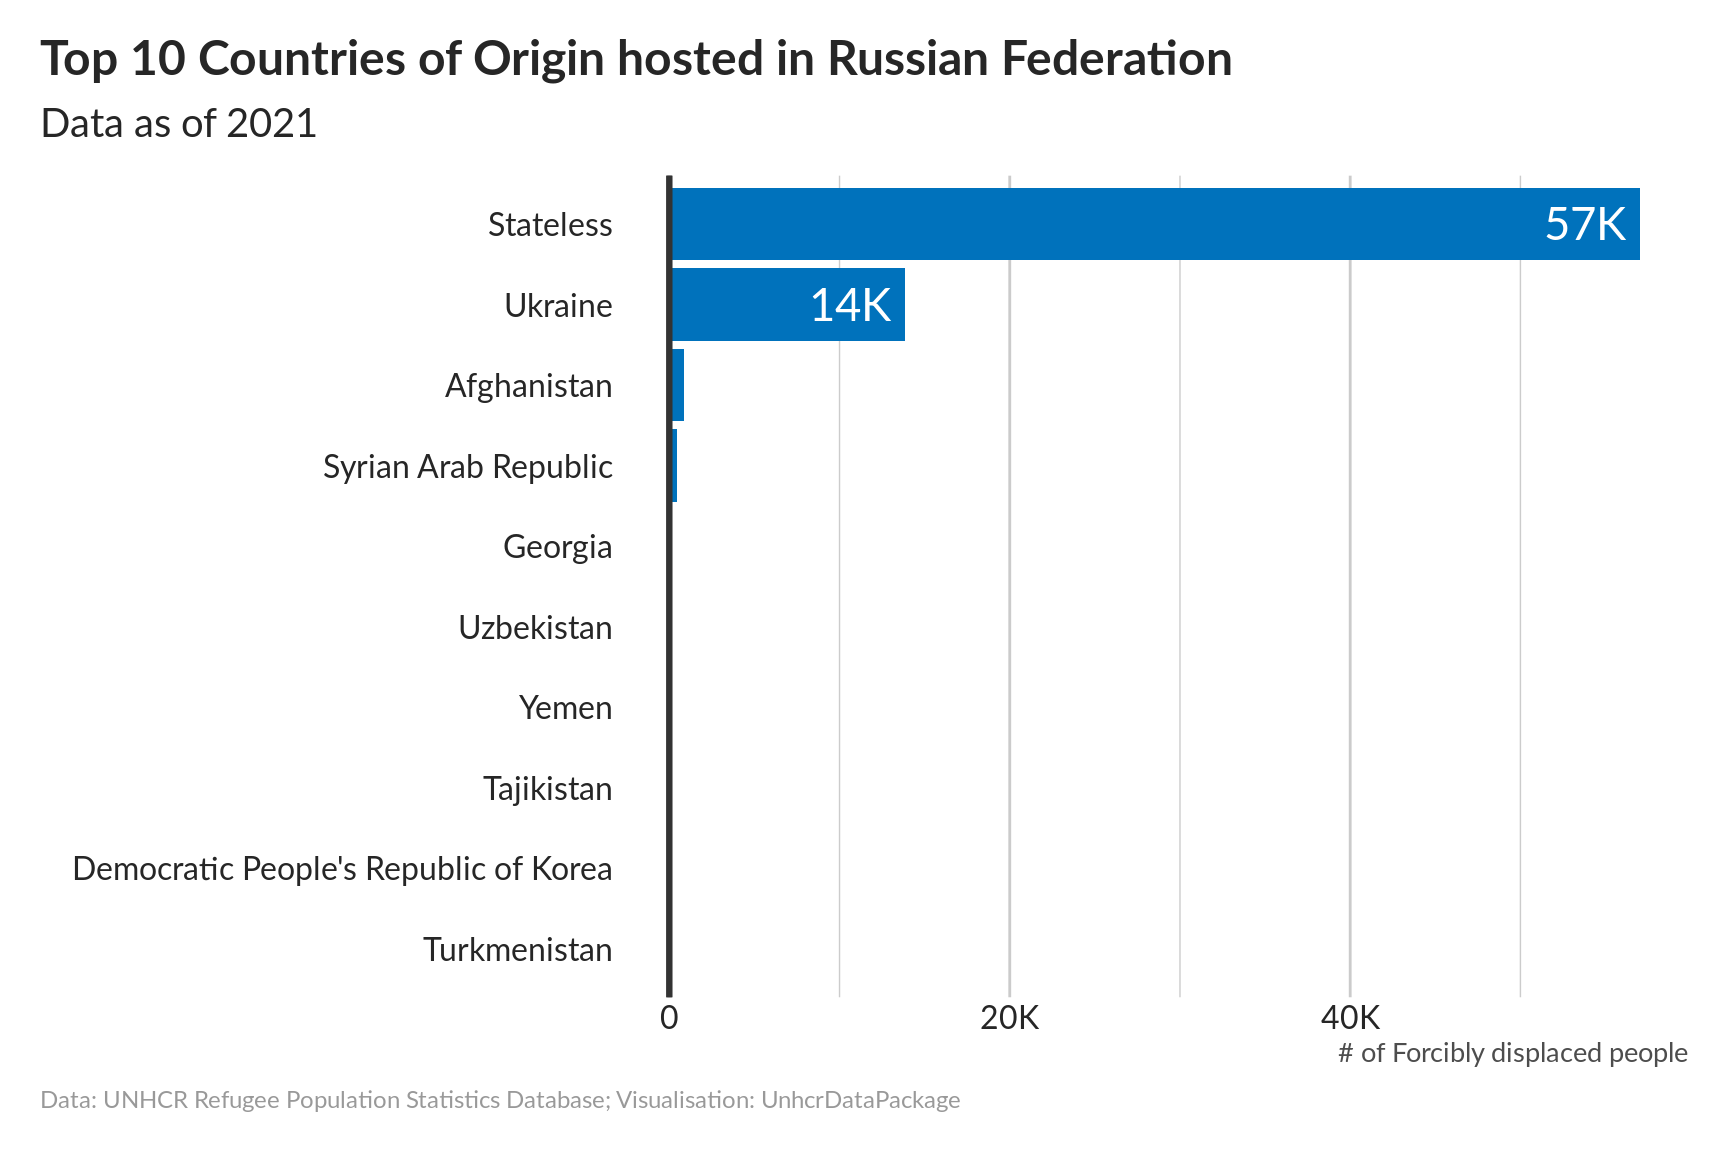 Top 10 Countries of Origin hosted in Russian Federation
Data as of 2021
Stateless
57K
Ukraine
14K
Afghanistan
Syrian Arab Republic
Georgia
Uzbekistan
Yemen
Tajikistan
Democratic People's Republic of Korea
Turkmenistan
0 20K 40K
# of Forcibly displaced people
Data: UNHCR Refugee Population Statistics Database; Visualisation: UnhcrDataPackage